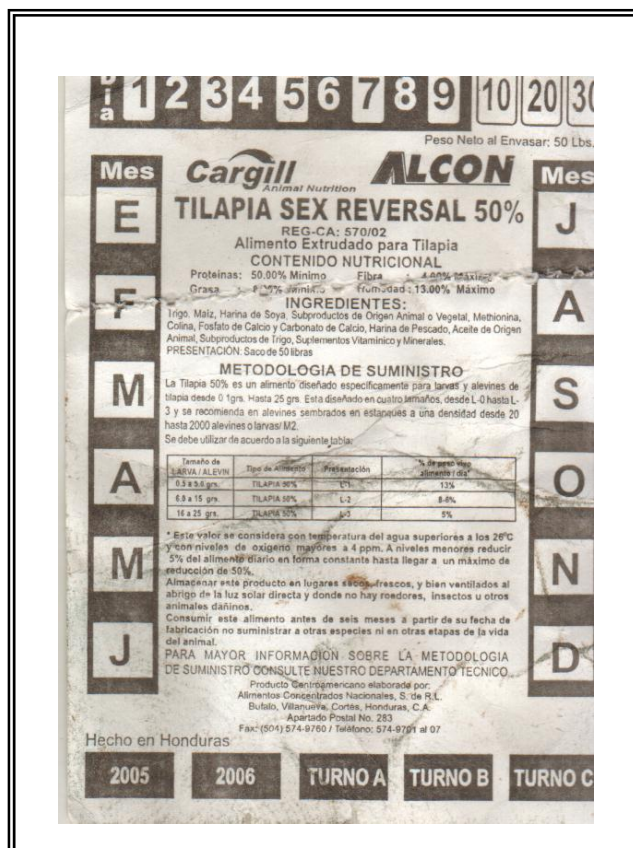 Día 1 2 3 4 5 6 7 8 9 10 20 30
Peso Neto al Envasar: 50 Lbs.
Mes
E
F
M
A
M
J
Mes
J
A
S
O
N
D
Cargill ALCON
Animal Nutrition
TILAPIA SEX REVERSAL 50%
REG-CA: 570/02
Alimento Extrudado para Tilapia
CONTENIDO NUTRICIONAL
Proteinas: 50.00% Mínimo Fibra : 4.00% Máximo
Grasa : Mínimo Humedad : 13.00% Máximo
INGREDIENTES:
Trigo, Maíz, Harina de Soya, Subproductos de Origen Animal o Vegetal, Methionina,
Colina, Fosfato de Calcio y Carbonato de Calcio, Harina de Pescado, Aceite de Origen
Animal, Subproductos de Trigo, Suplementos Vitamínico y Minerales.
PRESENTACIÓN: Saco de 50 libras
METODOLOGIA DE SUMINISTRO
La Tilapia 50% es un alimento diseñado específicamente para larvas y alevines de
tilapia desde 0 1grs. Hasta 25 grs. Esta diseñado en cuatro tamaños, desde L-0 hasta L-
3 y se recomienda en alevines sembrados en estanques a una densidad desde 20
hasta 2000 alevines o larvas/ M2.
Se debe utilizar de acuerdo a la siguiente tabla:
Tamaño de LARVA / ALEVIN Tipo de Alimento Presentación % de peso vivo alimento / día*
0.5 a 5.0 grs. TILAPIA 50% L-1 13%
6.0 a 15 grs. TILAPIA 50% L-2 8-6%
16 a 25 grs. TILAPIA 50% L-3 5%
* Este valor se considera con temperatura del agua superiores a los 26°C
y con niveles de oxigeno mayores a 4 ppm. A niveles menores reducir
5% del alimento diario en forma constante hasta llegar a un máximo de
reducción de 50%.
Almacenar este producto en lugares secos, frescos, y bien ventilados al
abrigo de la luz solar directa y donde no hay roedores, insectos u otros
animales dañinos.
Consumir este alimento antes de seis meses a partir de su fecha de
fabricación no suministrar a otras especies ni en otras etapas de la vida
del animal.
PARA MAYOR INFORMACIÓN SOBRE LA METODOLOGIA
DE SUMINISTRO CONSULTE NUESTRO DEPARTAMENTO TECNICO.
Producto Centroamericano elaborado por:
Alimentos Concentrados Nacionales, S. de R.L.
Bufalo, Villanueva, Cortés, Honduras, C.A.
Apartado Postal No. 283
Fax: (504) 574-9760 / Teléfono: 574-9701 al 07
Hecho en Honduras
2005 2006 TURNO A TURNO B TURNO C